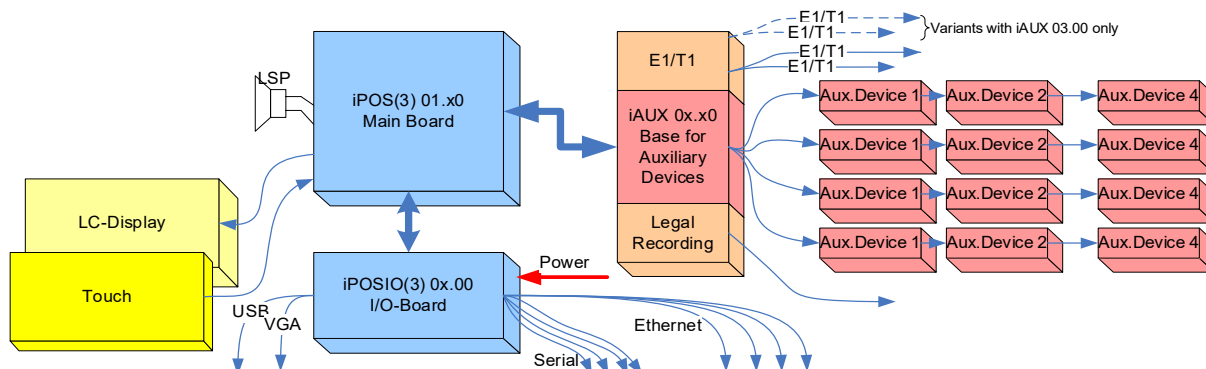 E1/T1
E1/T1
Variants with iAUX 03.00 only
E1/T1
E1/T1
LSP
iPOS(3) 01.x0
Main Board
E1/T1
iAUX 0x.x0
Base for
Auxiliary
Devices
Legal
Recording
Aux.Device 1
Aux.Device 2
Aux.Device 4
Aux.Device 1
Aux.Device 2
Aux.Device 4
Aux.Device 1
Aux.Device 2
Aux.Device 4
Aux.Device 1
Aux.Device 2
Aux.Device 4
LC-Display
Touch
iPOSIO(3) 0x.00
I/O-Board
Power
USB
VGA
Serial
Ethernet